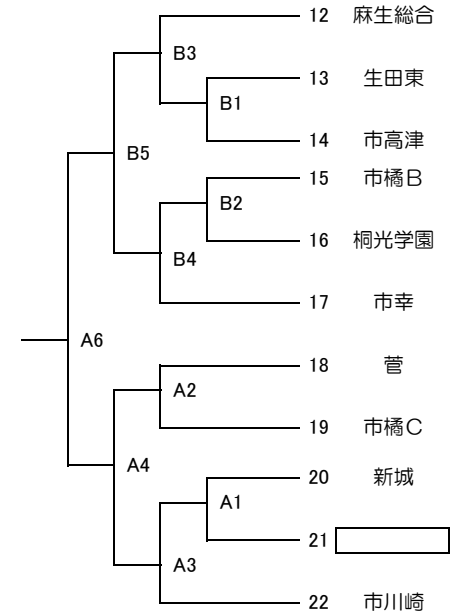 12 麻生総合
B3
13 生田東
B1
14 市高津
B5
15 市橘B
B2
16 桐光学園
B4
17 市幸
A6
18 菅
A2
19 市橘C
A4
20 新城
A1
21
A3
22 市川崎